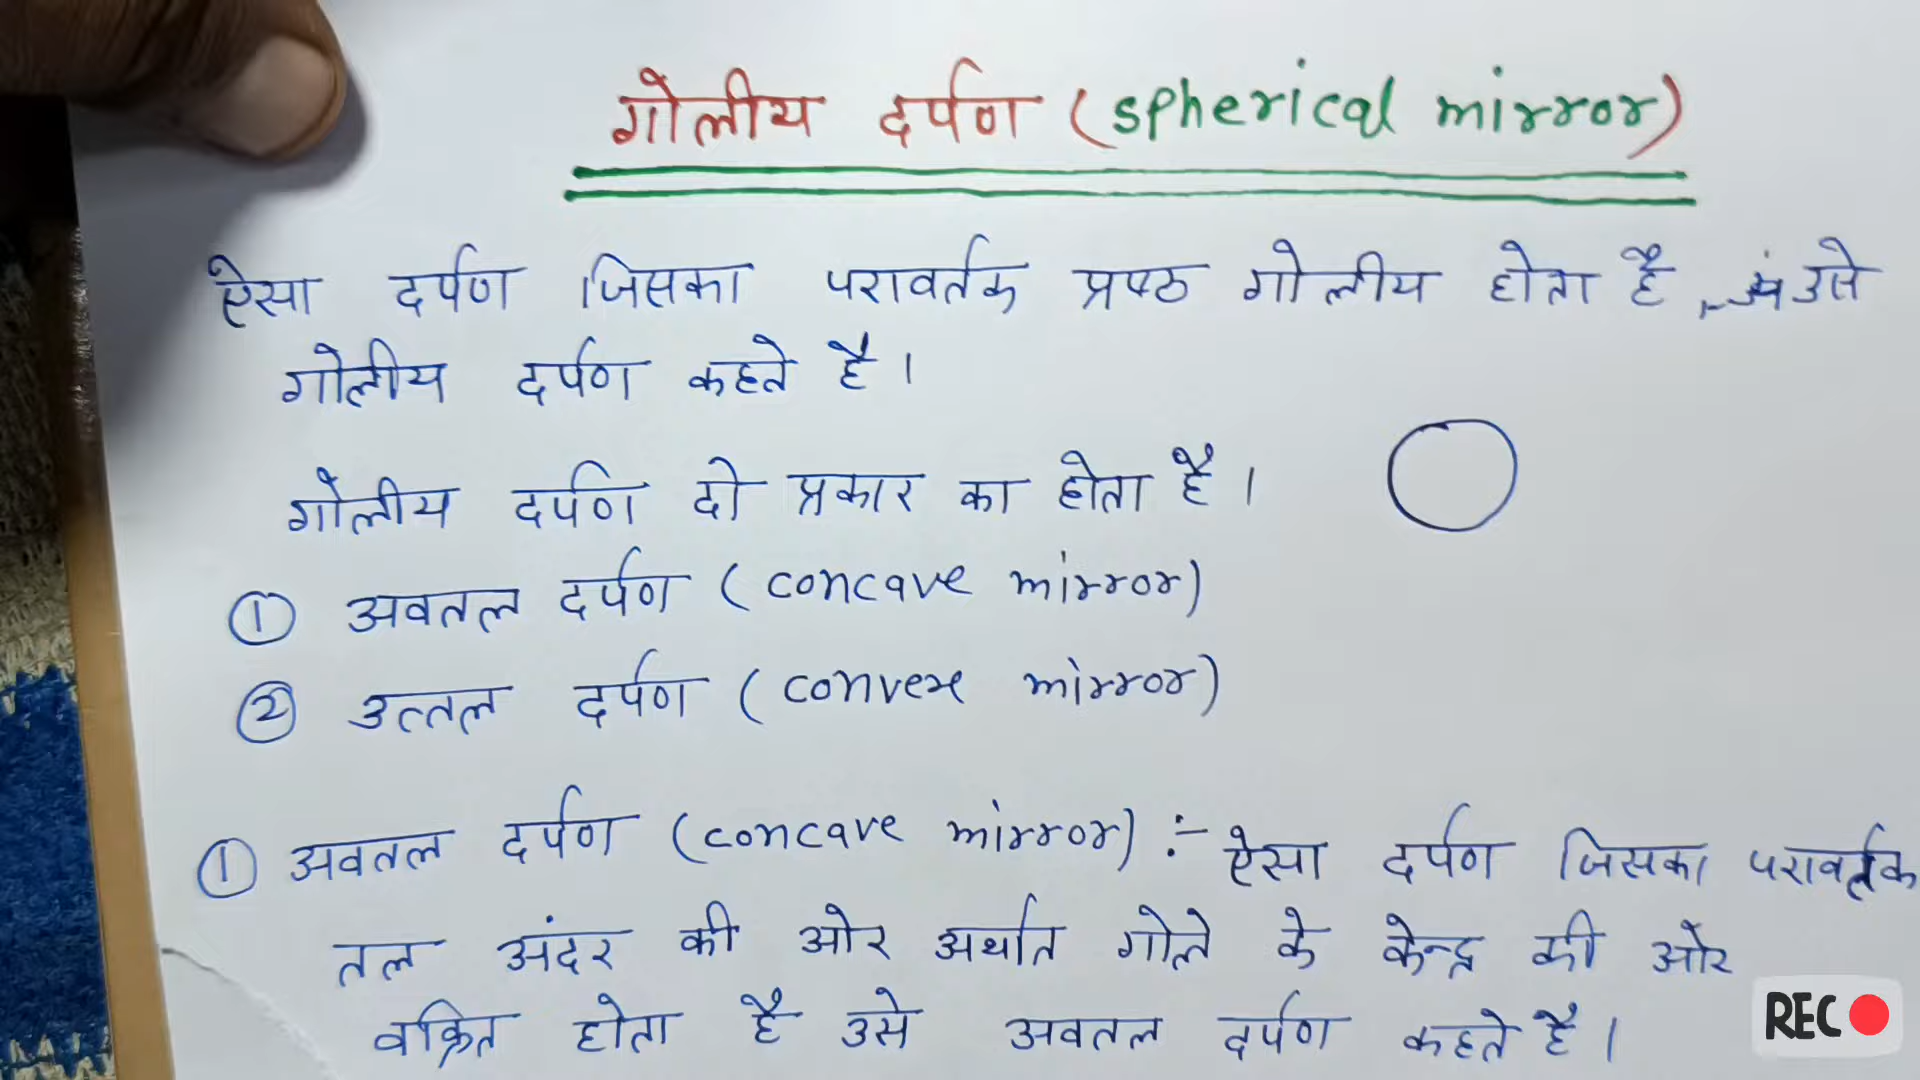 गोलीय दर्पण (spherical mirror)
ऐसा दर्पण जिसका परावर्तक प्रष्ठ गोलीय होता है, उसे
गोलीय दर्पण कहते है।
गोलीय दर्पण दो प्रकार का होता है।
① अवतल दर्पण (concave mirror)
② उत्तल दर्पण (convex mirror)
① अवतल दर्पण (concave mirror) :- ऐसा दर्पण जिसका परावर्तक
तल अंदर की ओर अर्थात गोले के केन्द्र की ओर
वक्रित होता है उसे अवतल दर्पण कहते है।
REC